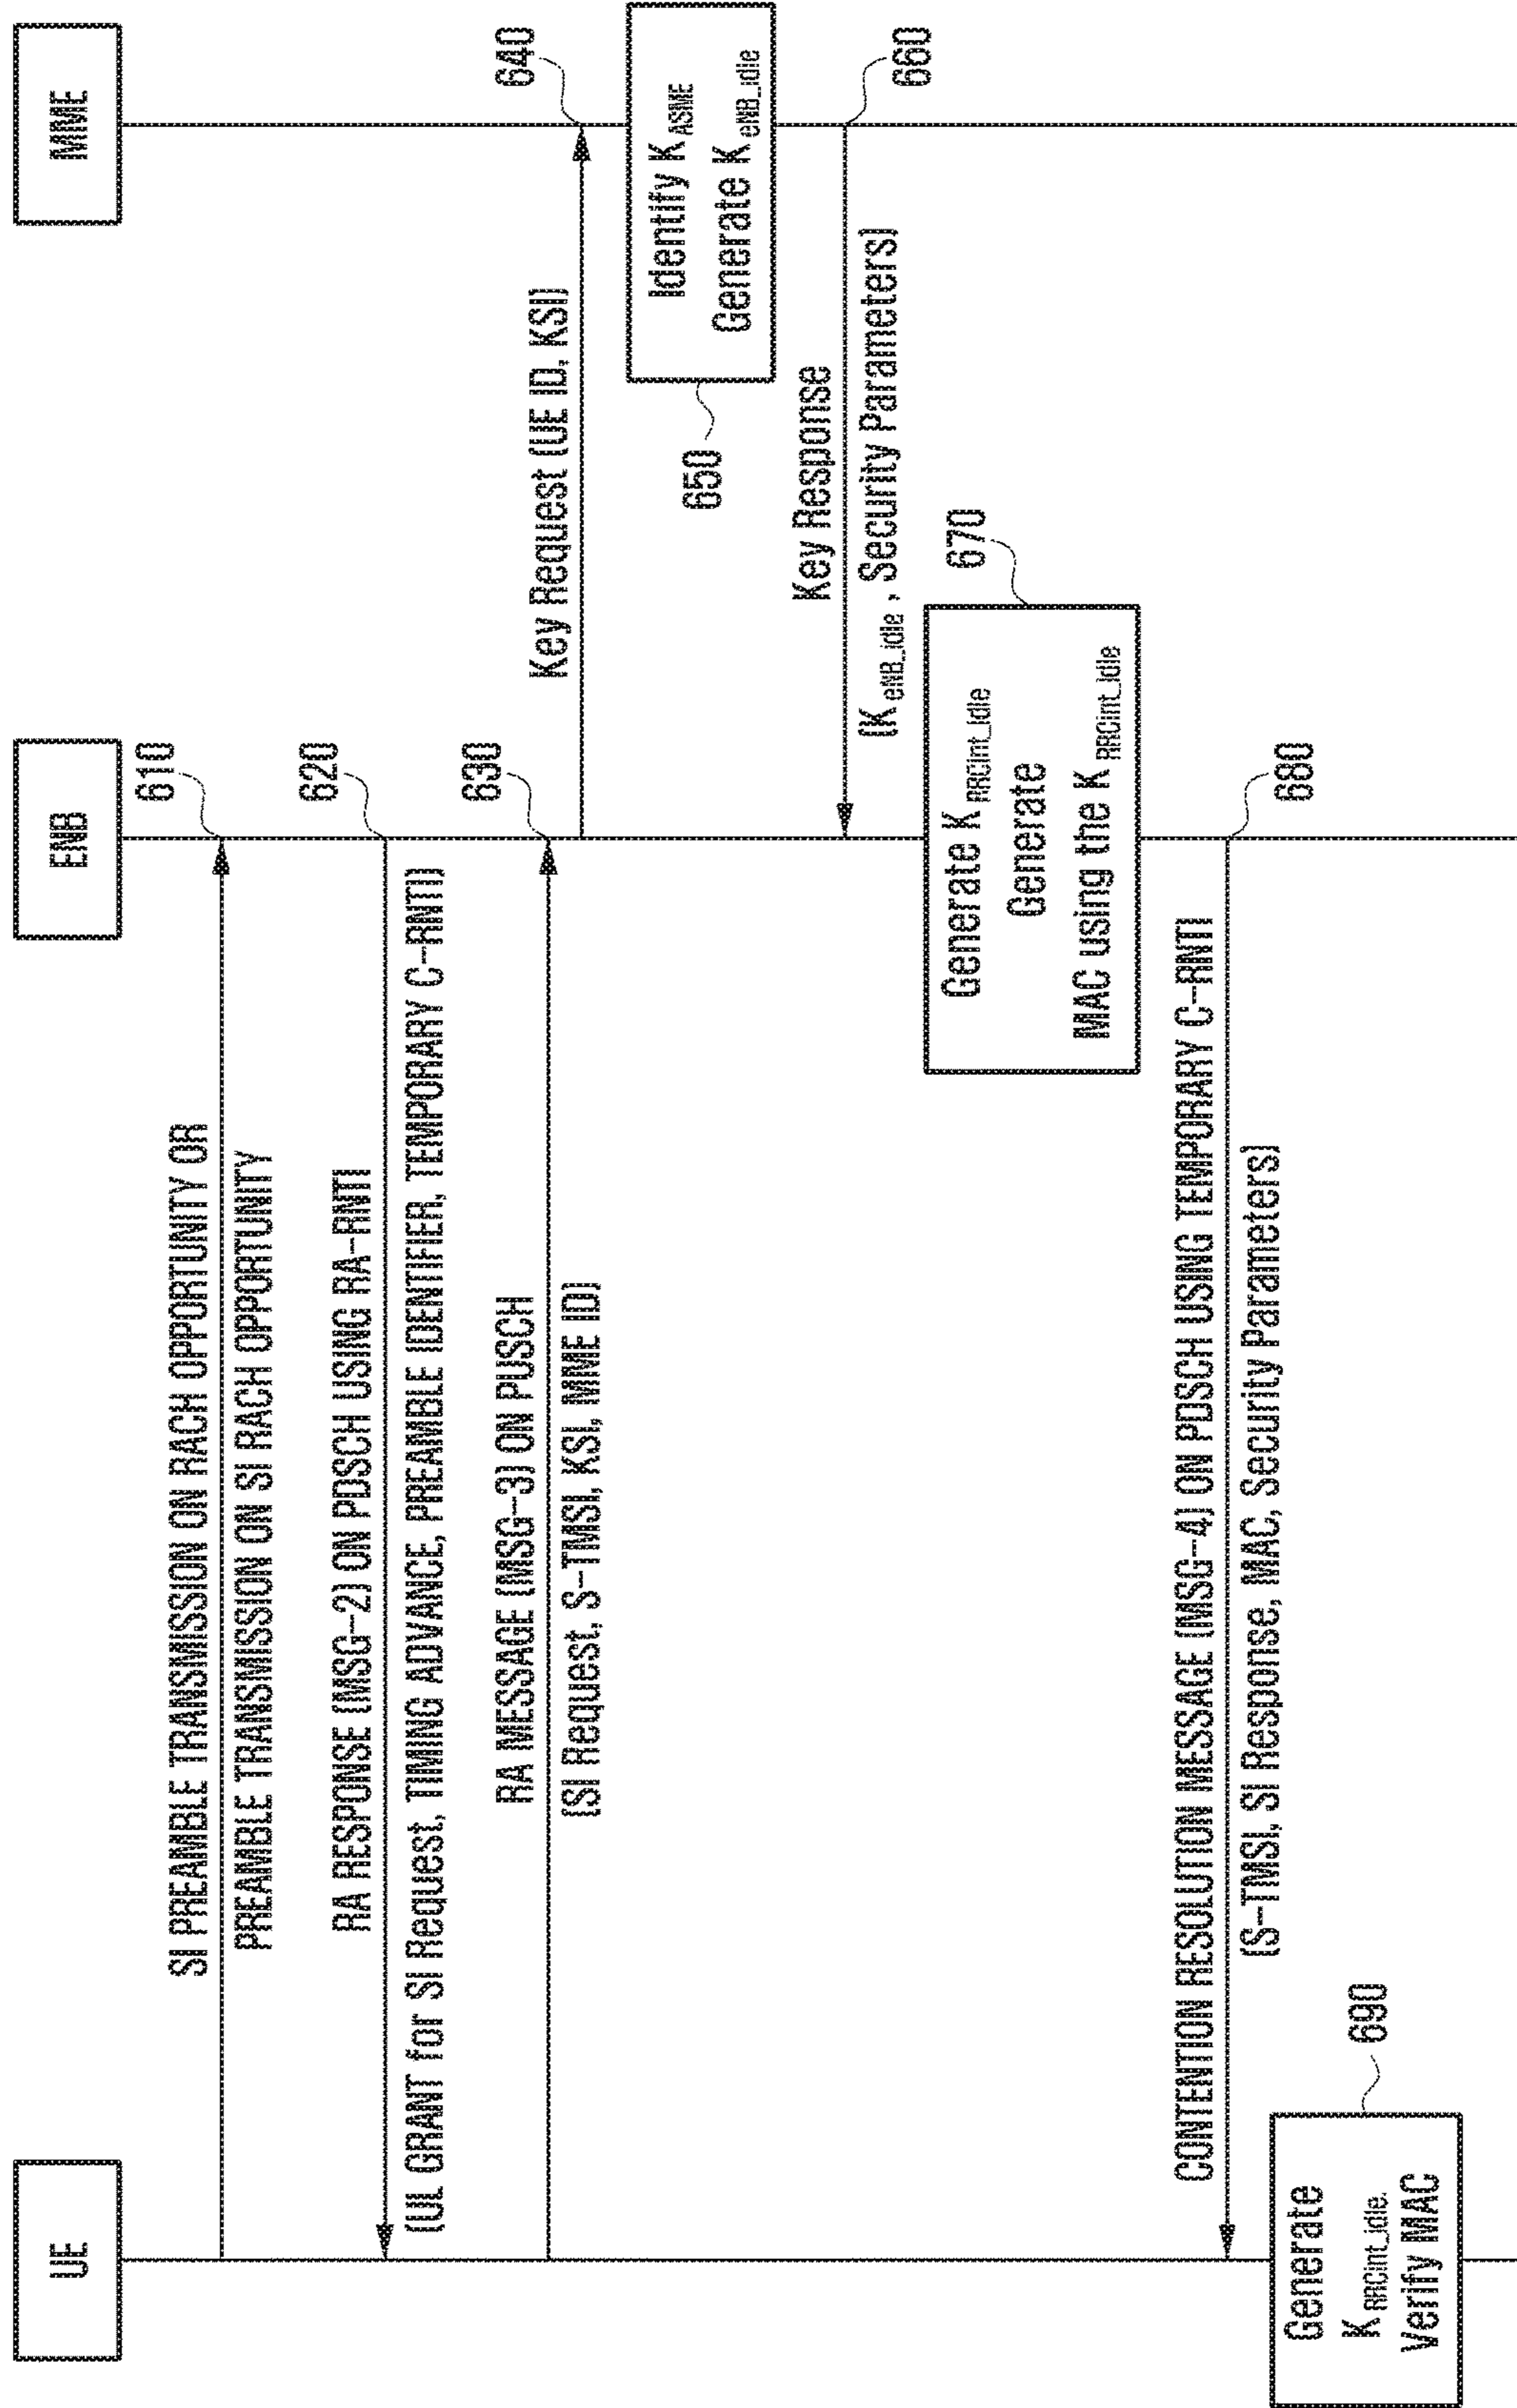 UE
ENB
MME
SI PREAMBLE TRANSMISSION ON RACH OPPORTUNITY OR
PREAMBLE TRANSMISSION ON SI RACH OPPORTUNITY
610
RA RESPONSE (MSG-2) ON PDSCH USING RA-RNTI
620
(UL GRANT for SI Request, TIMING ADVANCE, PREAMBLE IDENTIFIER, TEMPORARY C-RNTI)
RA MESSAGE (MSG-3) ON PUSCH
630
(SI Request, S-TMSI, KSI, MME ID)
Key Request (UE ID, KSI)
640
Identify K ASME
Generate K eNB_idle
650
Key Response
660
(K eNB_idle , Security Parameters)
Generate K RRCint_idle
Generate
MAC using the K RRCint_idle
670
CONTENTION RESOLUTION MESSAGE (MSG-4) ON PDSCH USING TEMPORARY C-RNTI
680
(S-TMSI, SI Response, MAC, Security Parameters)
Generate
K RRCint_idle.
Verify MAC
690